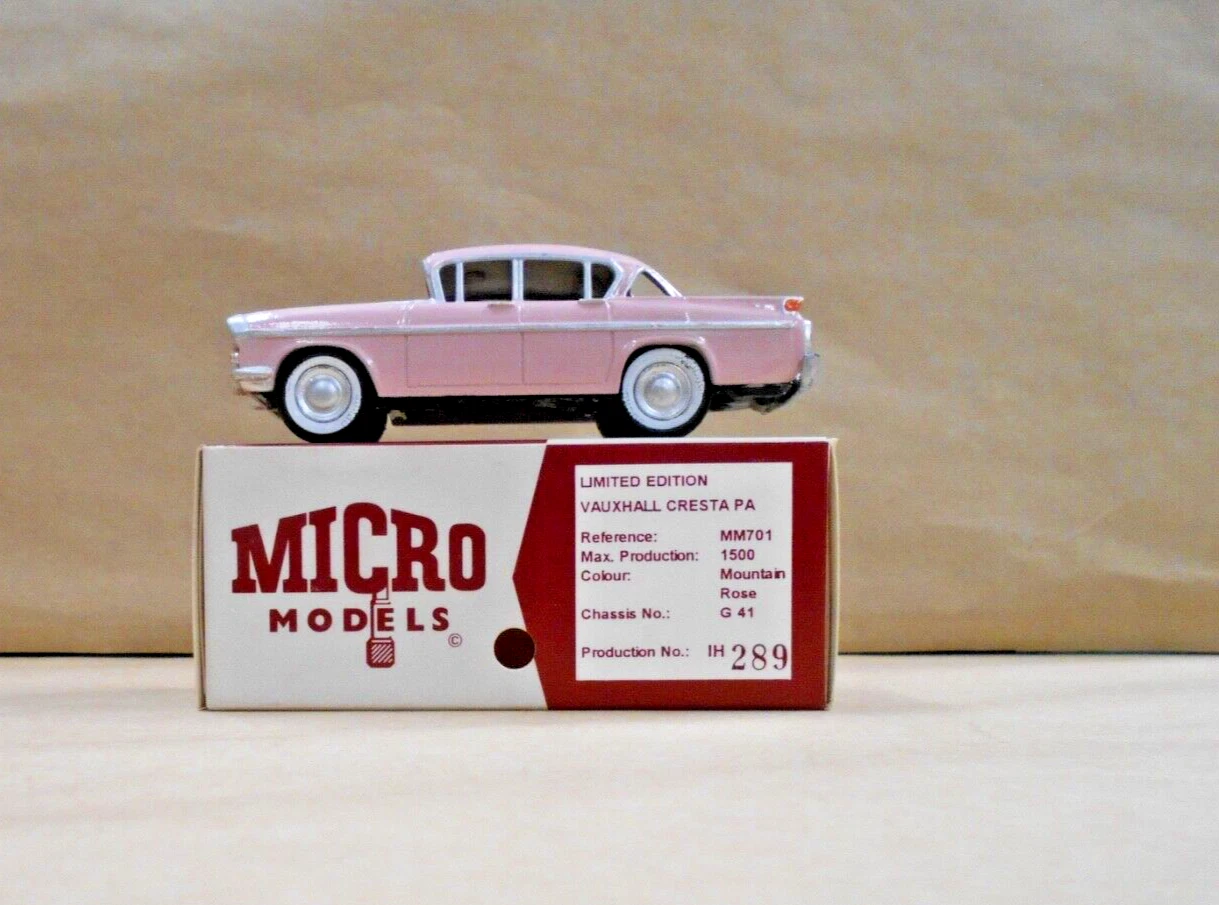 MICRO
MODELS
©
LIMITED EDITION
VAUXHALL CRESTA PA
Reference: MM701
Max. Production: 1500
Colour: Mountain
Rose
Chassis No.: G 41
Production No.: IH 289